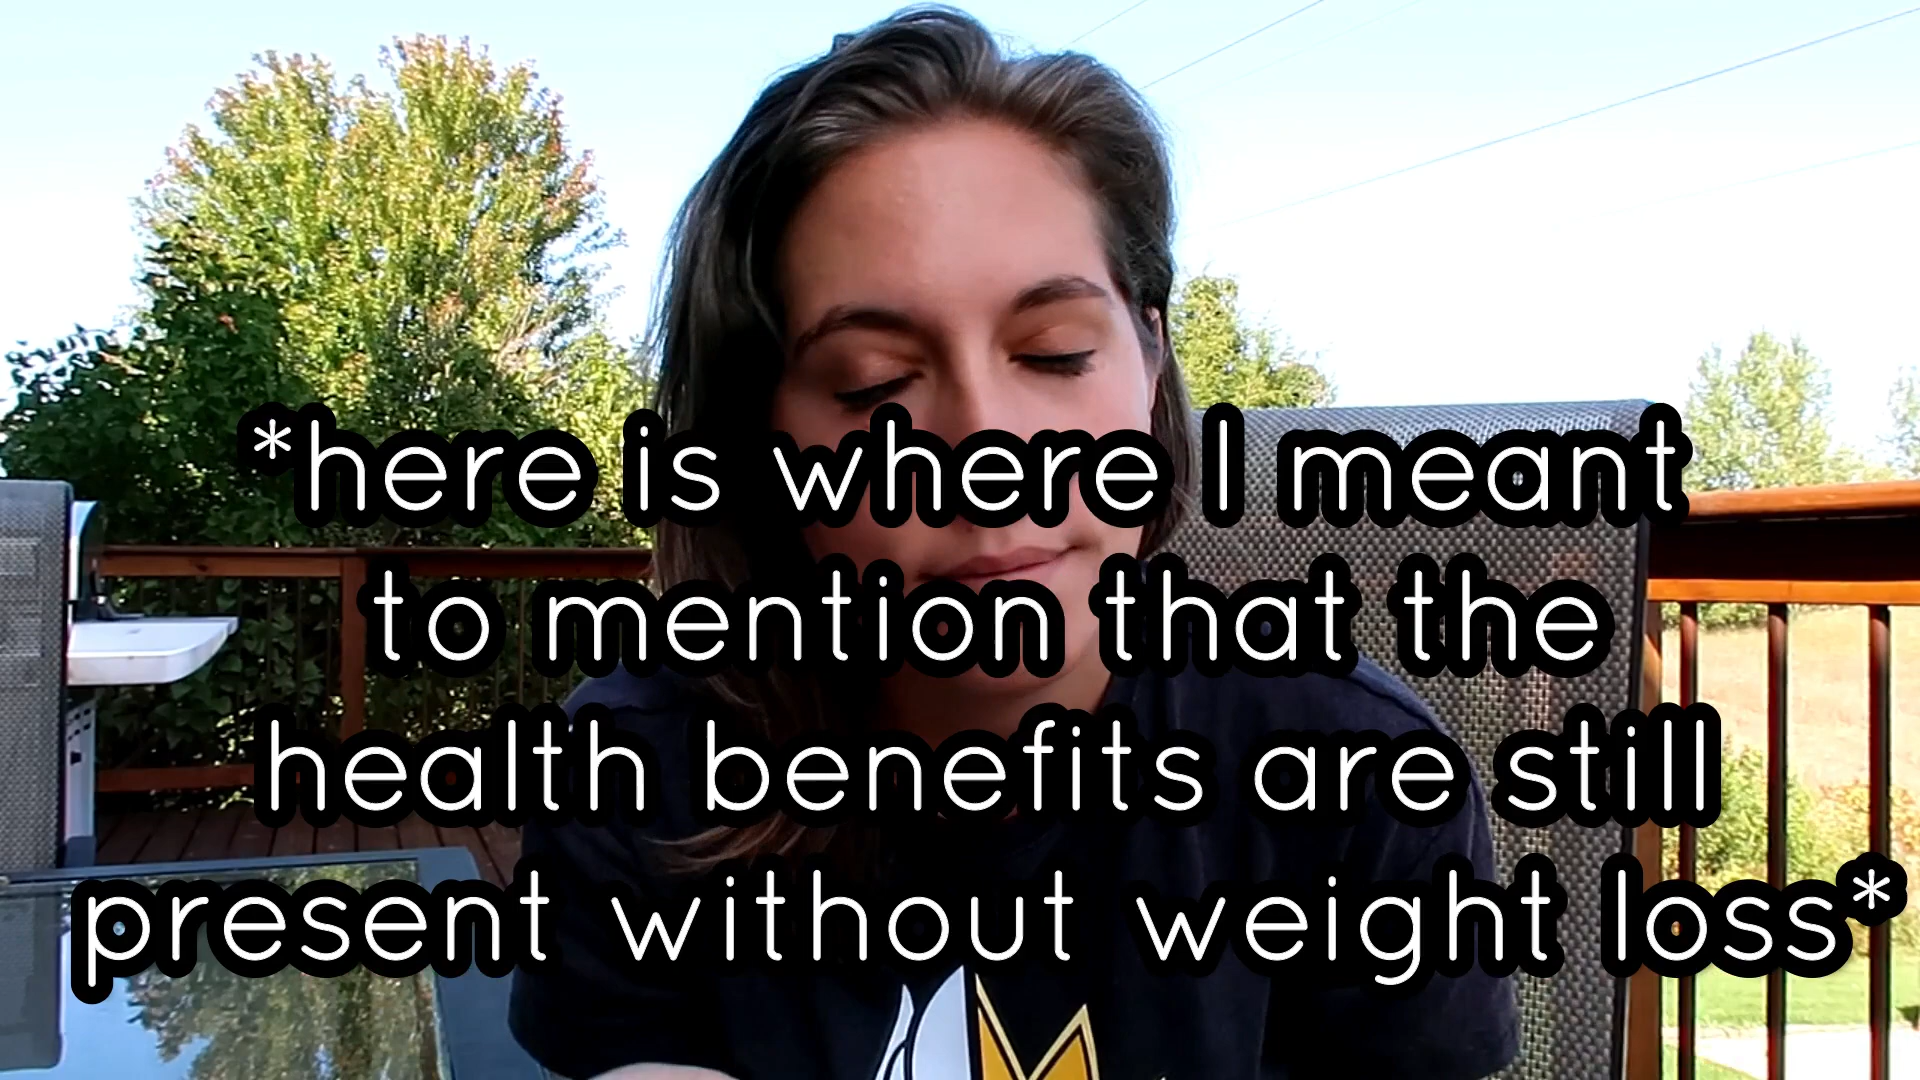 *here is where I meant
to mention that the
health benefits are still
present without weight loss*